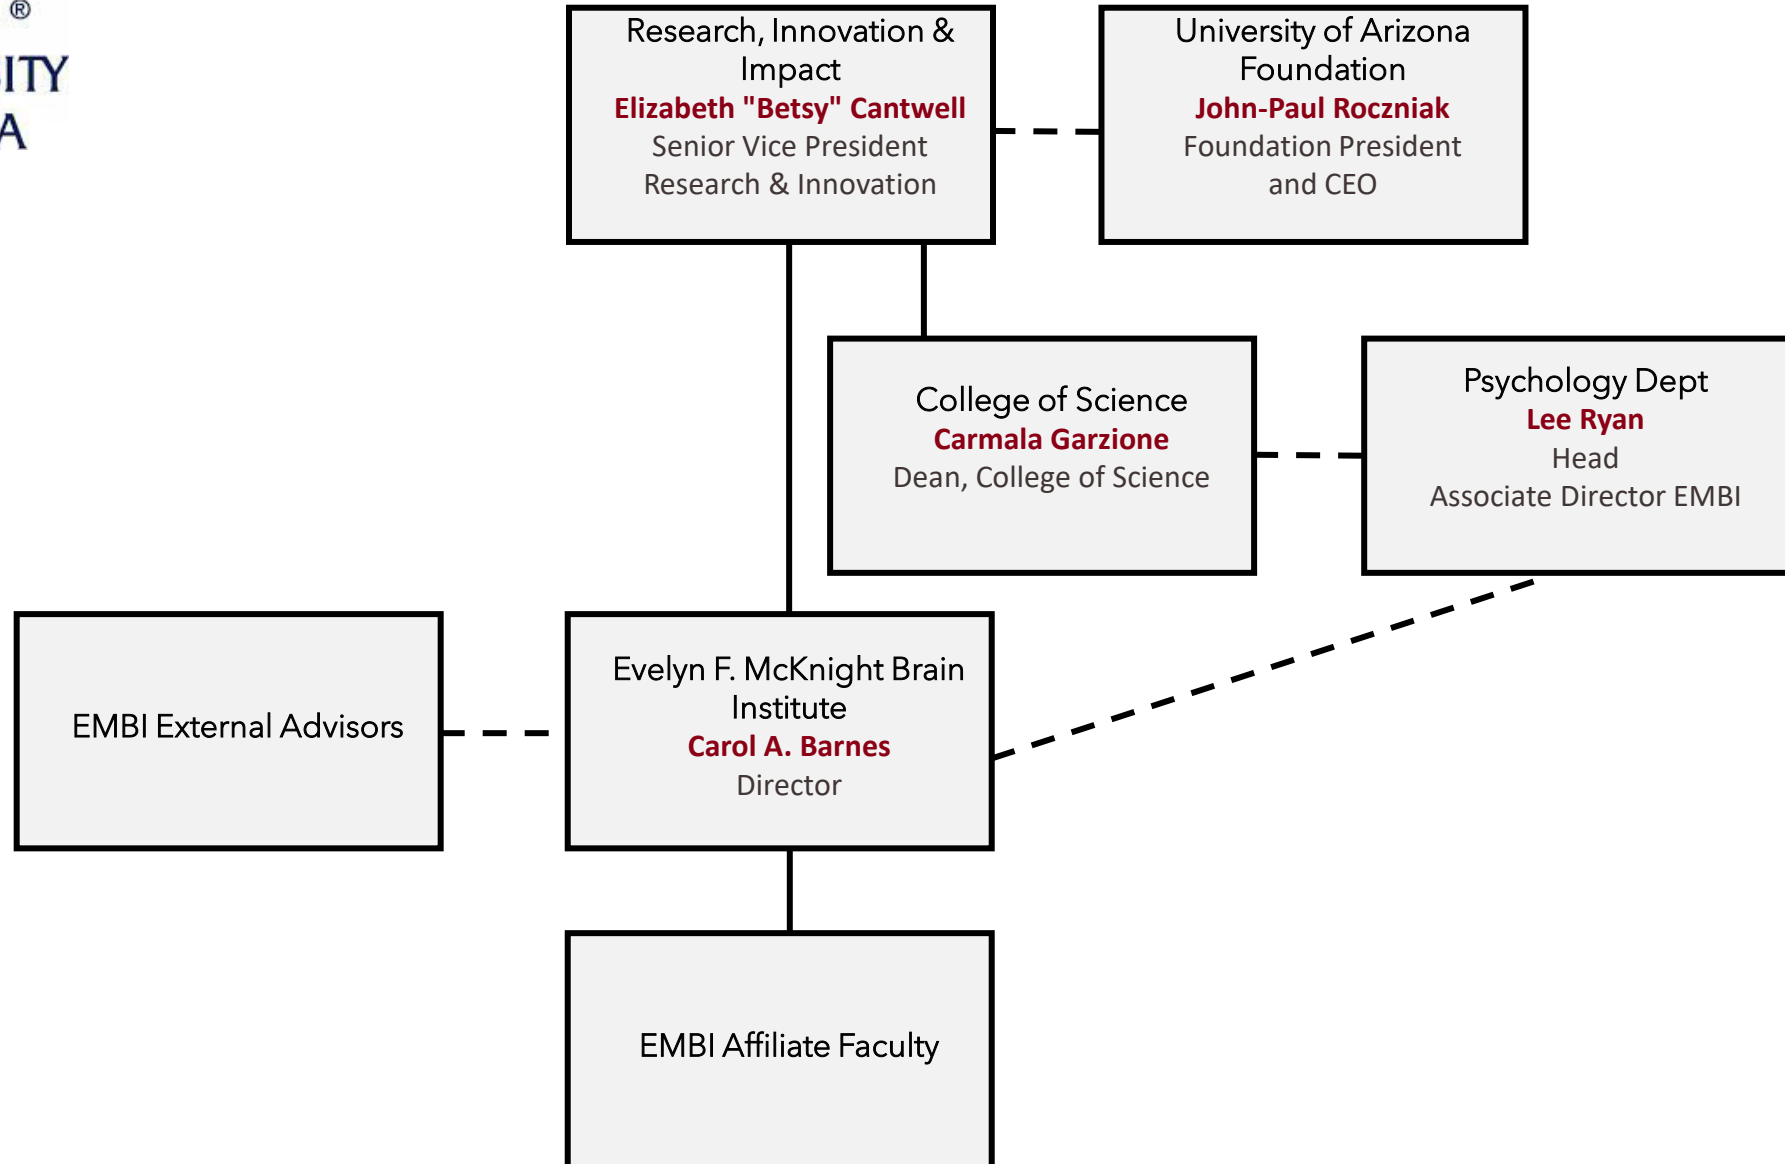 ®
ITY
A
Research, Innovation &
Impact
Elizabeth "Betsy" Cantwell
Senior Vice President
Research & Innovation
University of Arizona
Foundation
John-Paul Roczniak
Foundation President
and CEO
College of Science
Carmala Garzione
Dean, College of Science
Psychology Dept
Lee Ryan
Head
Associate Director EMBI
EMBI External Advisors
Evelyn F. McKnight Brain
Institute
Carol A. Barnes
Director
EMBI Affiliate Faculty